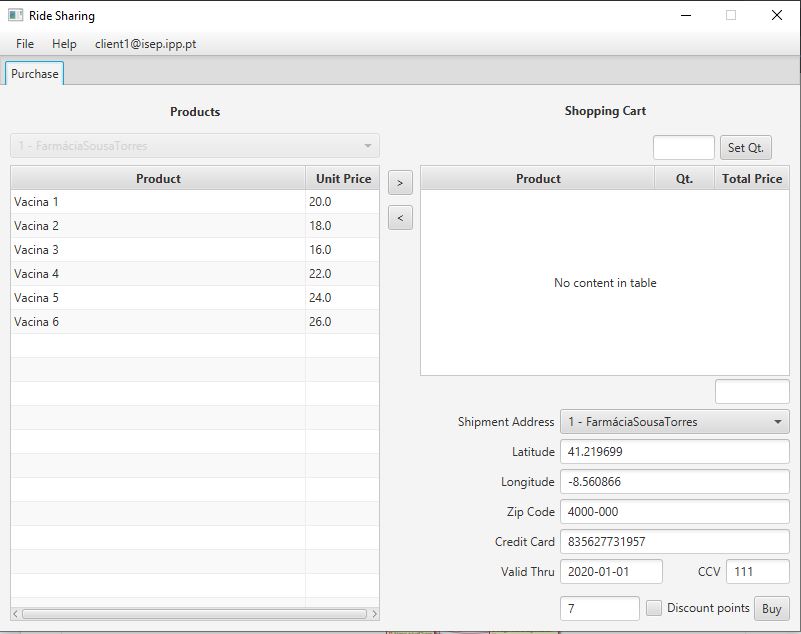 Ride Sharing
File Help client1@isep.ipp.pt
Purchase
Products
1 - FarmáciaSousaTorres
Product Unit Price
Vacina 1 20.0
Vacina 2 18.0
Vacina 3 16.0
Vacina 4 22.0
Vacina 5 24.0
Vacina 6 26.0
>
<
Shopping Cart
Set Qt.
Product Qt. Total Price
No content in table
Shipment Address 1 - FarmáciaSousaTorres
Latitude 41.219699
Longitude -8.560866
Zip Code 4000-000
Credit Card 835627731957
Valid Thru 2020-01-01 CCV 111
7 Discount points Buy